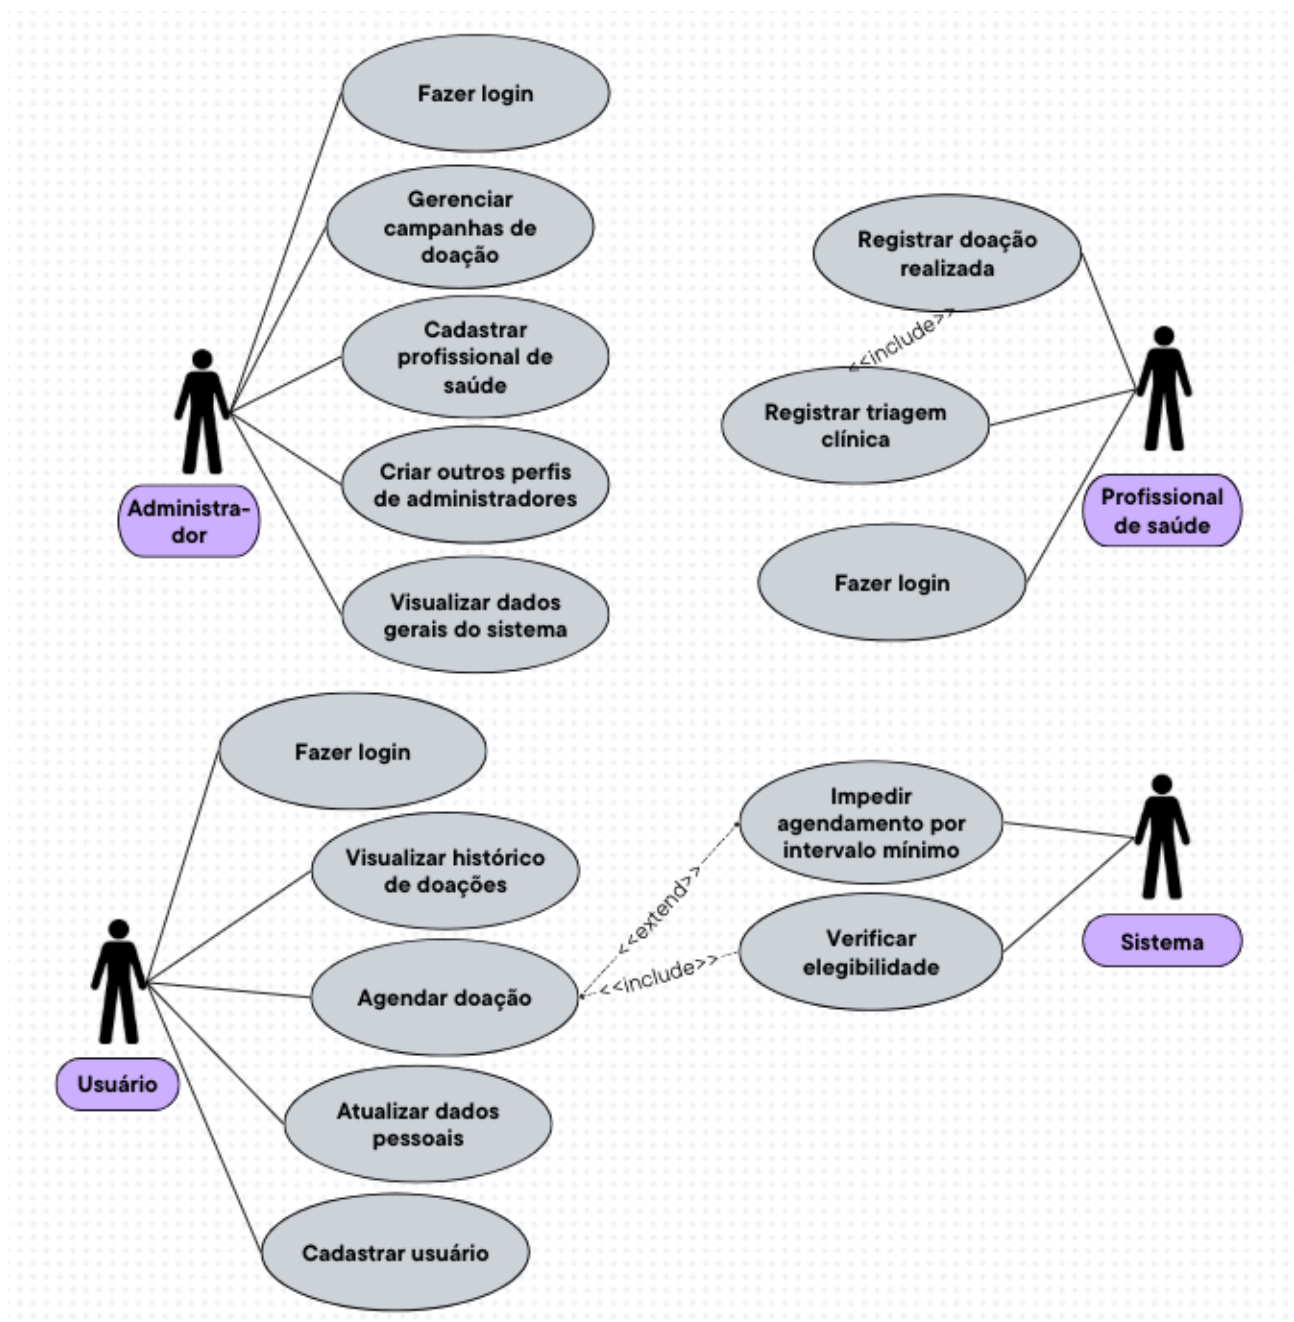 Fazer login
Gerenciar
campanhas de
doação
Cadastrar
profissional de
saúde
Criar outros perfis
de administradores
Visualizar dados
gerais do sistema
Administra-
dor
Registrar doação
realizada
<<include>>
Registrar triagem
clínica
Fazer login
Profissional
de saúde
Fazer login
Visualizar histórico
de doações
Agendar doação
Atualizar dados
pessoais
Cadastrar usuário
Usuário
<<extend>>
<<include>>
Impedir
agendamento por
intervalo mínimo
Verificar
elegibilidade
Sistema